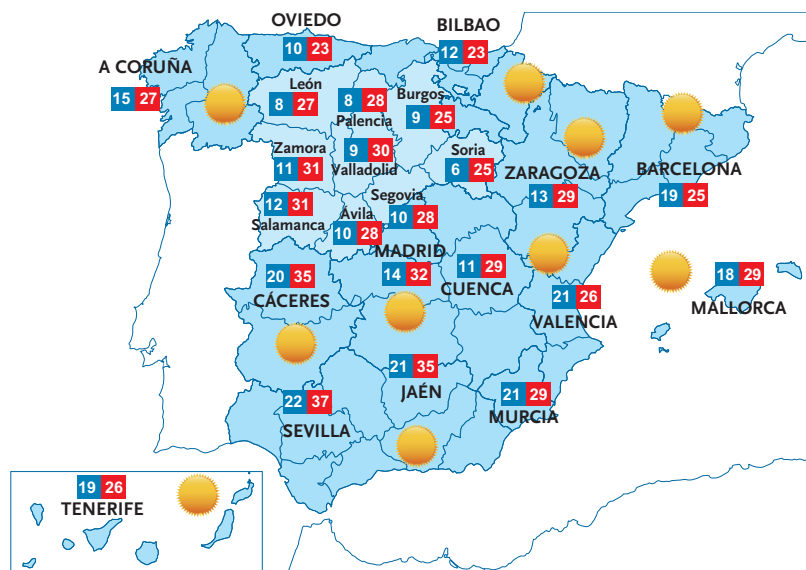 OVIEDO
10 23
BILBAO
12 23
A CORUÑA
15 27
León
8 27
8 28
Palencia
Burgos
9 25
Zamora
11 31
9 30
Valladolid
Soria
6 25
ZARAGOZA
13 29
BARCELONA
19 25
12 31
Salamanca
Segovia
10 28
Ávila
10 28
MADRID
14 32
11 29
CUENCA
20 35
CÁCERES
21 26
VALENCIA
18 29
MALLORCA
21 35
JAÉN
21 29
MURCIA
22 37
SEVILLA
19 26
TENERIFE